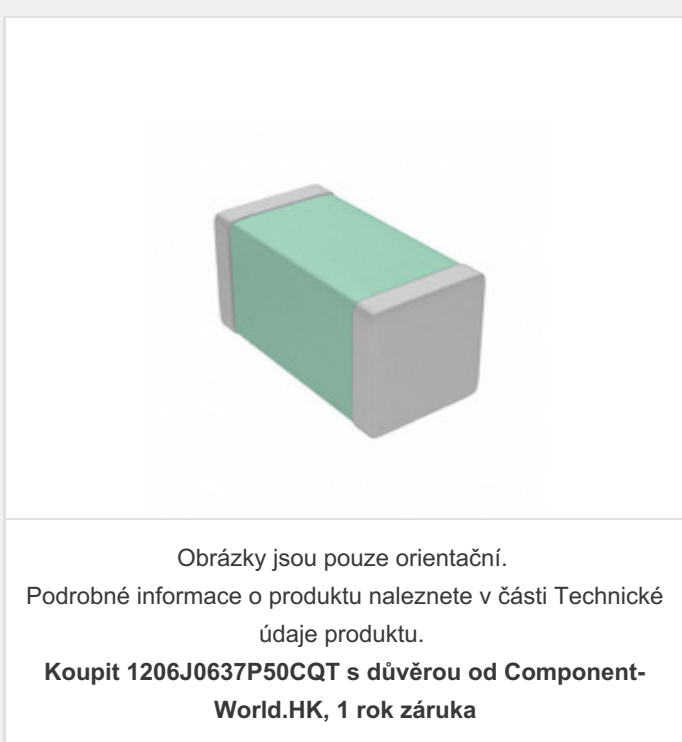 Obrázky jsou pouze orientační.
Podrobné informace o produktu naleznete v části Technické
údaje produktu.
Koupit 1206J0637P50CQT s důvěrou od Component-
World.HK, 1 rok záruka